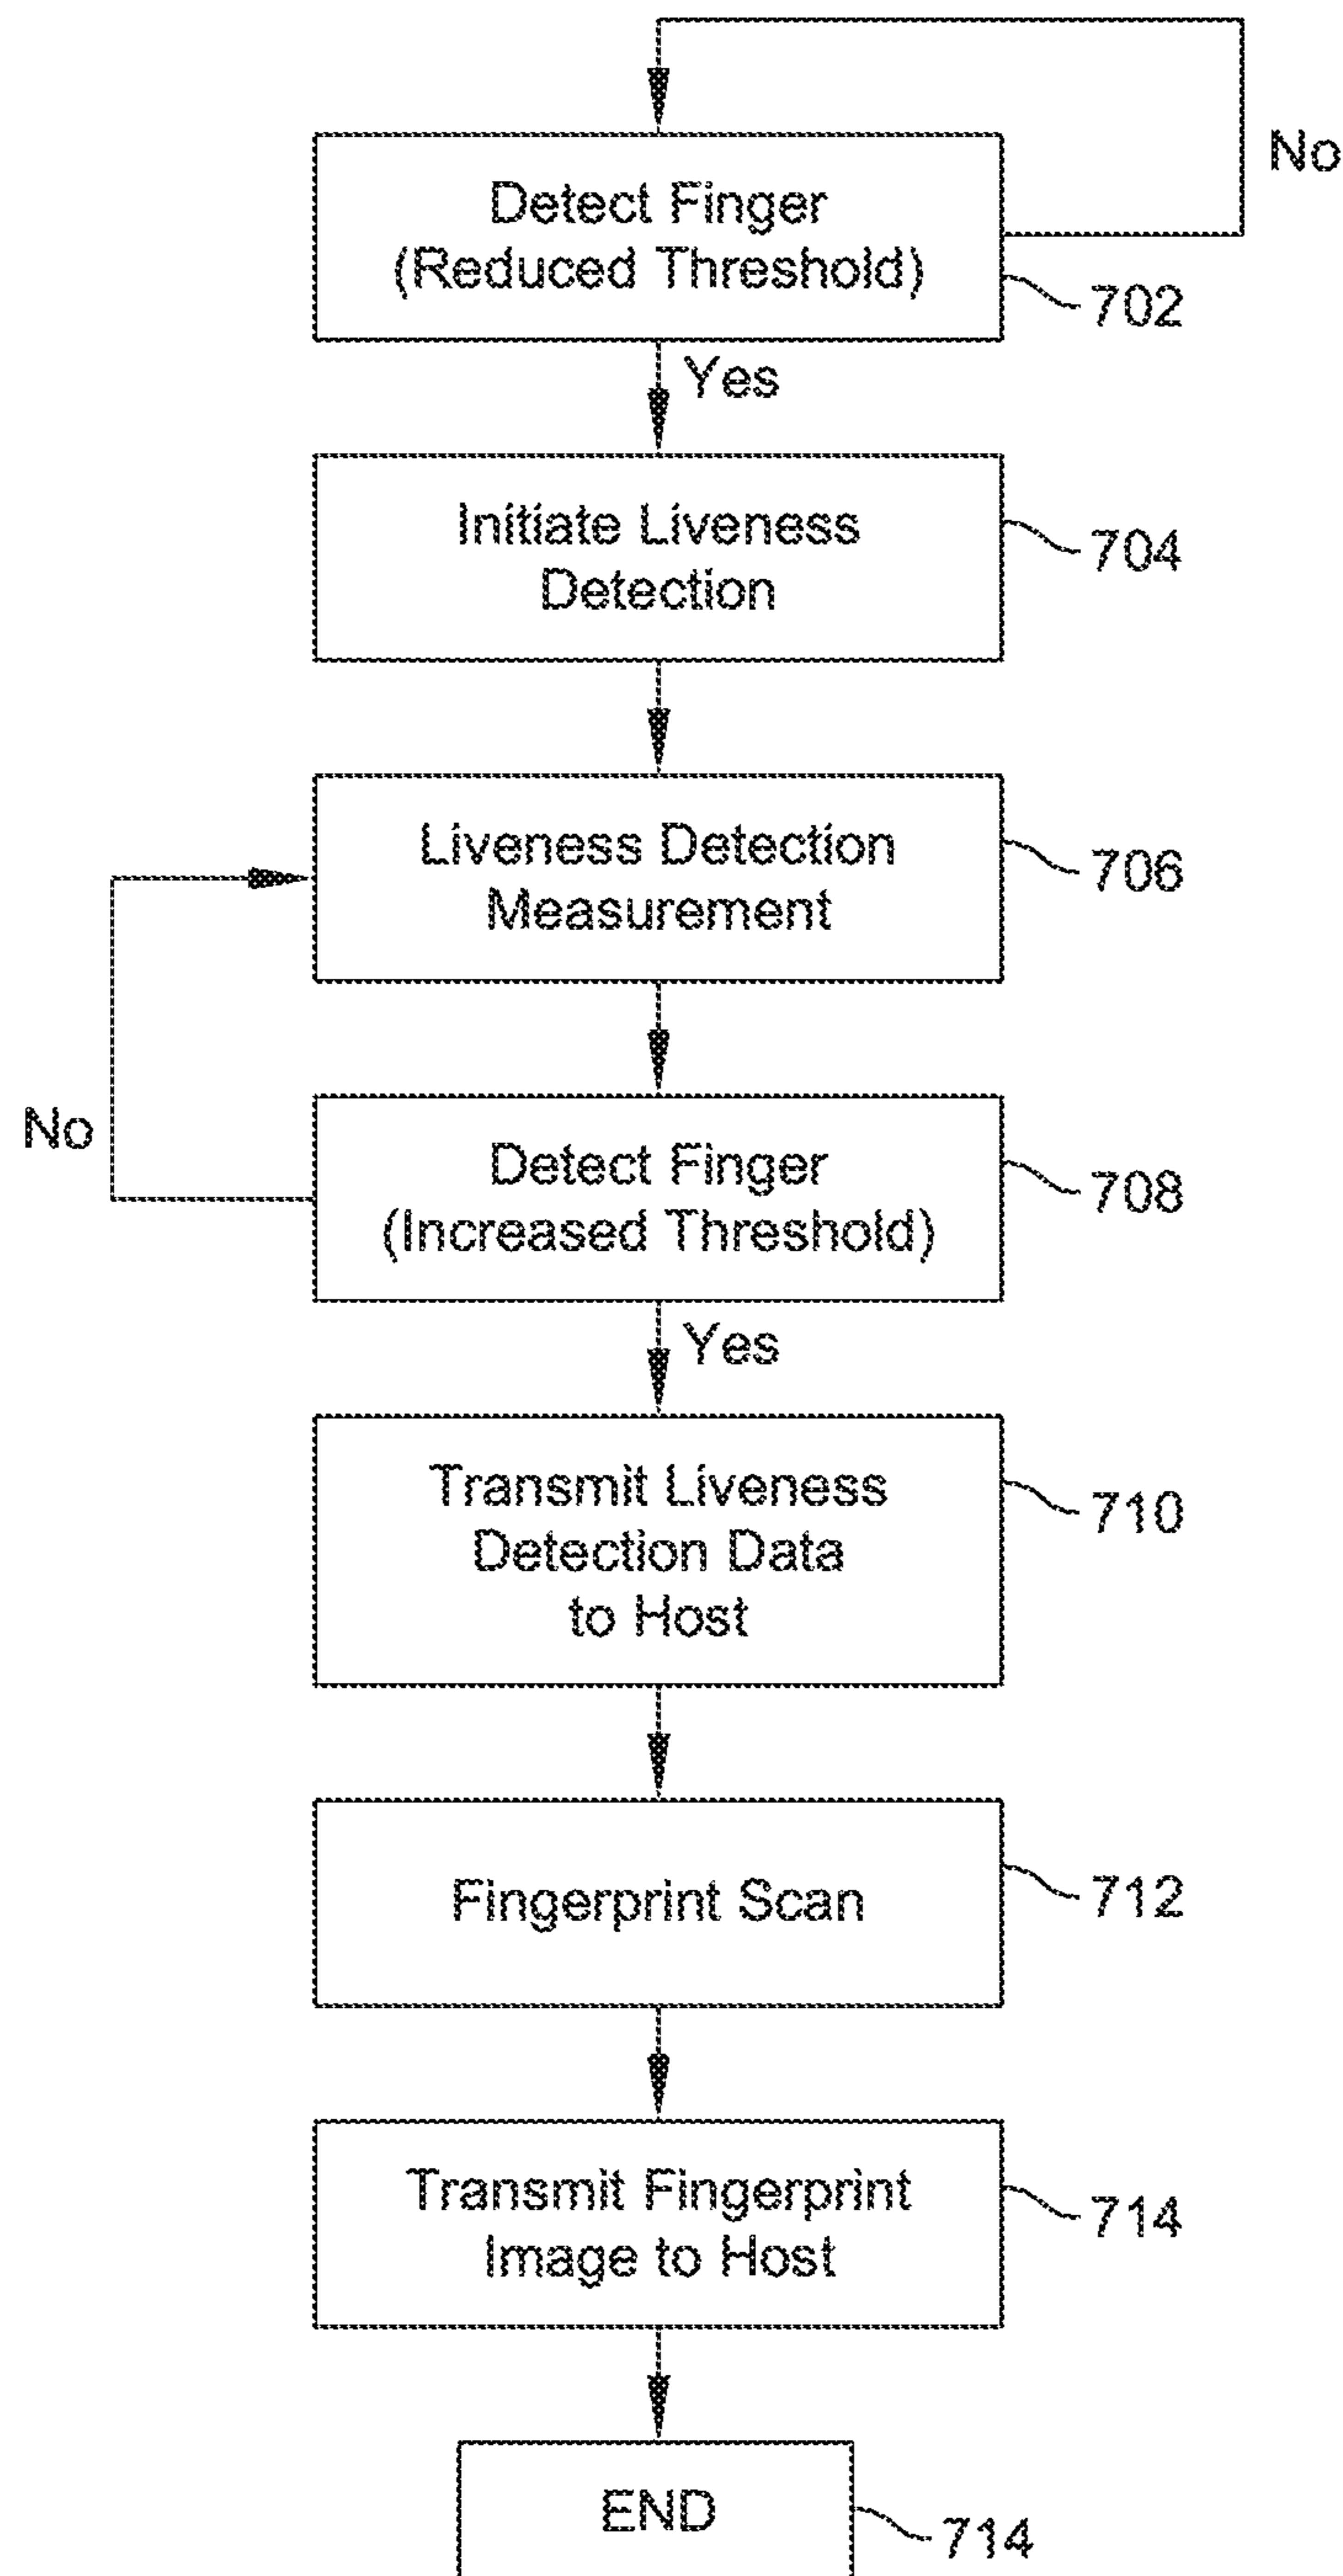 No
Detect Finger
(Reduced Threshold)
702
Yes
Initiate Liveness
Detection
704
Liveness Detection
Measurement
706
No
Detect Finger
(Increased Threshold)
708
Yes
Transmit Liveness
Detection Data
to Host
710
Fingerprint Scan
712
Transmit Fingerprint
Image to Host
714
END
714